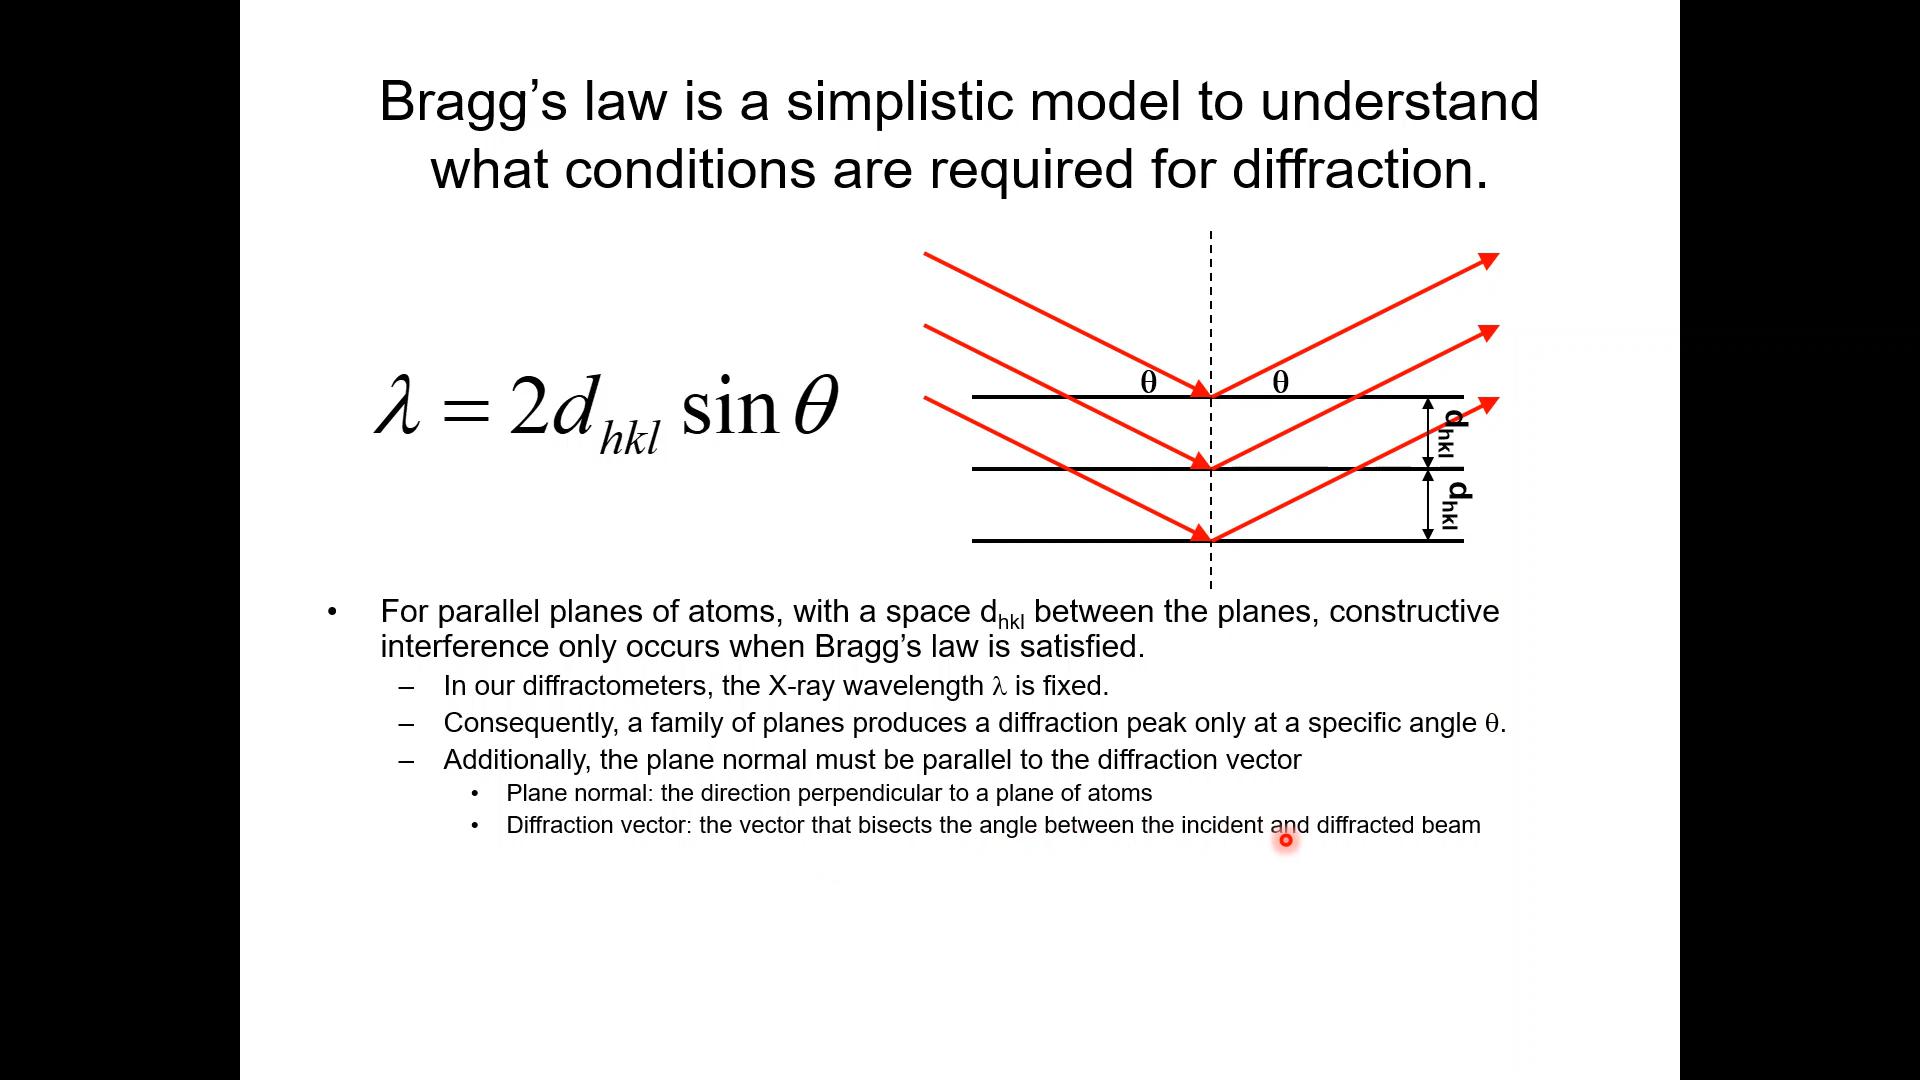 Bragg’s law is a simplistic model to understand
what conditions are required for diffraction.
λ = 2d_hkl sin θ
θ θ
d_hkl
d_hkl
• For parallel planes of atoms, with a space d_hkl between the planes, constructive
interference only occurs when Bragg’s law is satisfied.
– In our diffractometers, the X-ray wavelength λ is fixed.
– Consequently, a family of planes produces a diffraction peak only at a specific angle θ.
– Additionally, the plane normal must be parallel to the diffraction vector
• Plane normal: the direction perpendicular to a plane of atoms
• Diffraction vector: the vector that bisects the angle between the incident and diffracted beam